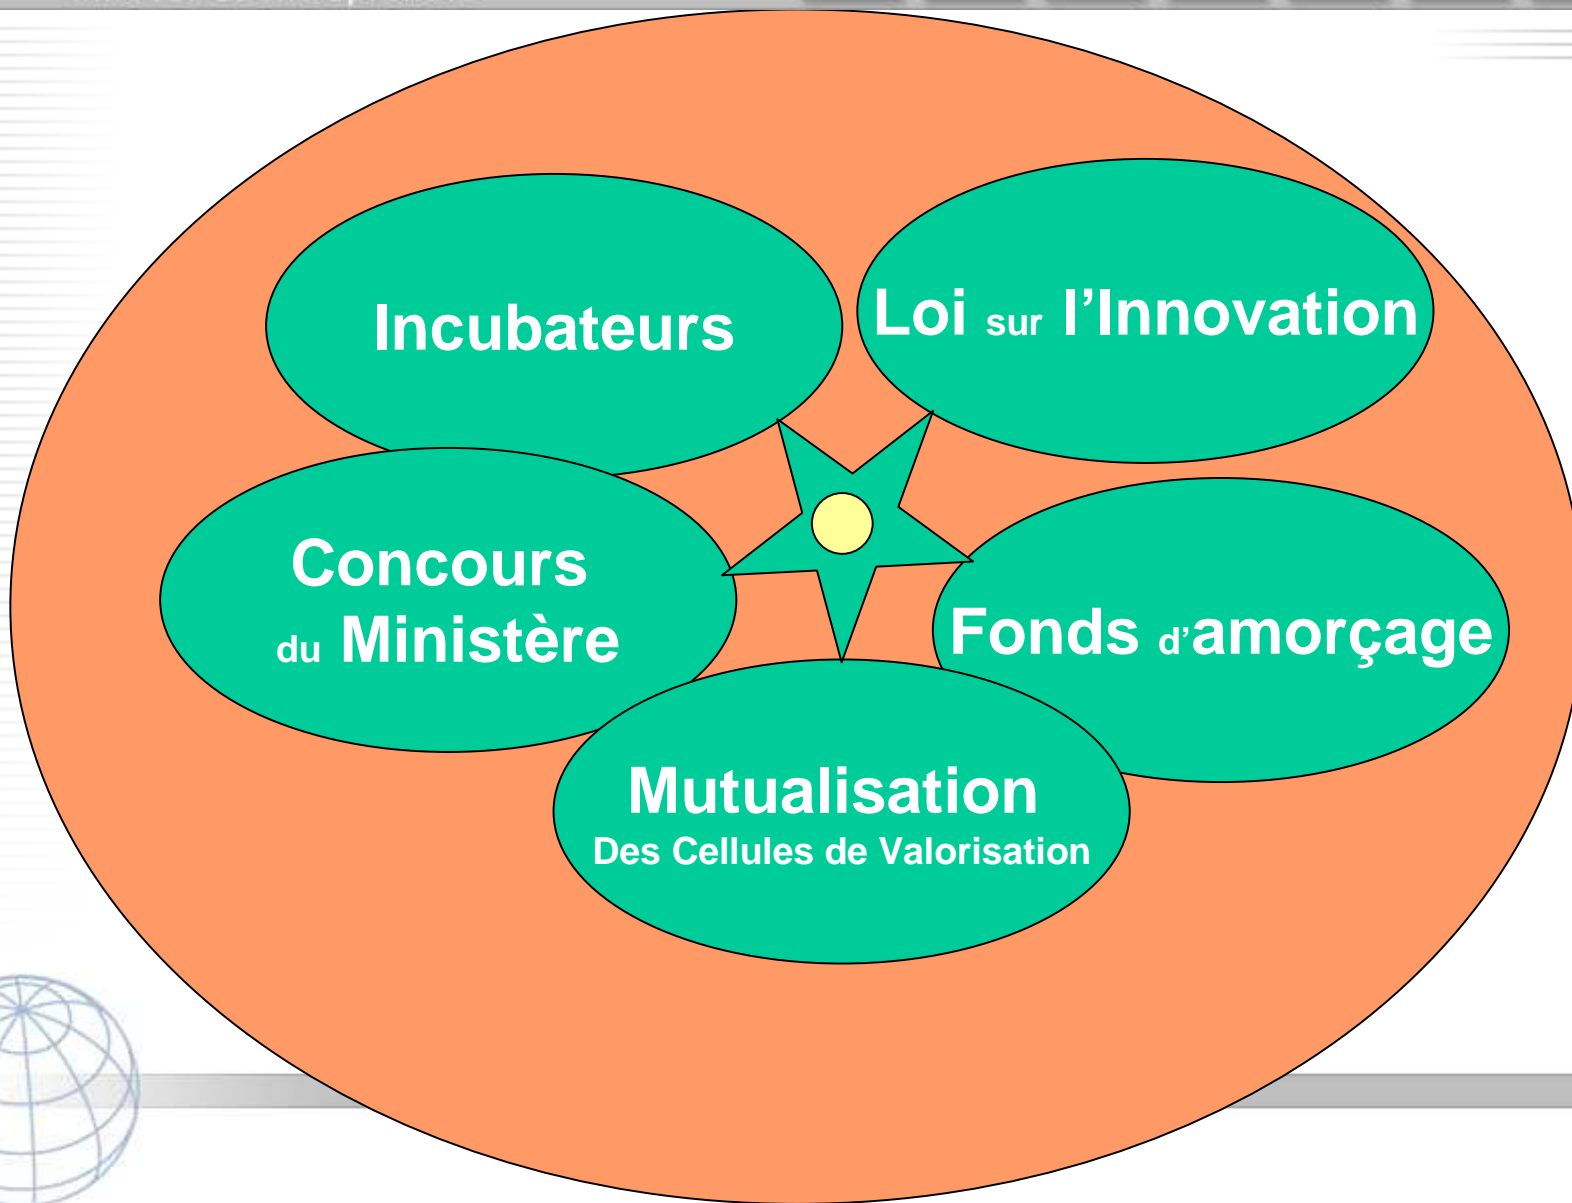 Incubateurs
Loi sur l’Innovation
Concours
du Ministère
Fonds d’amorçage
Mutualisation
Des Cellules de Valorisation